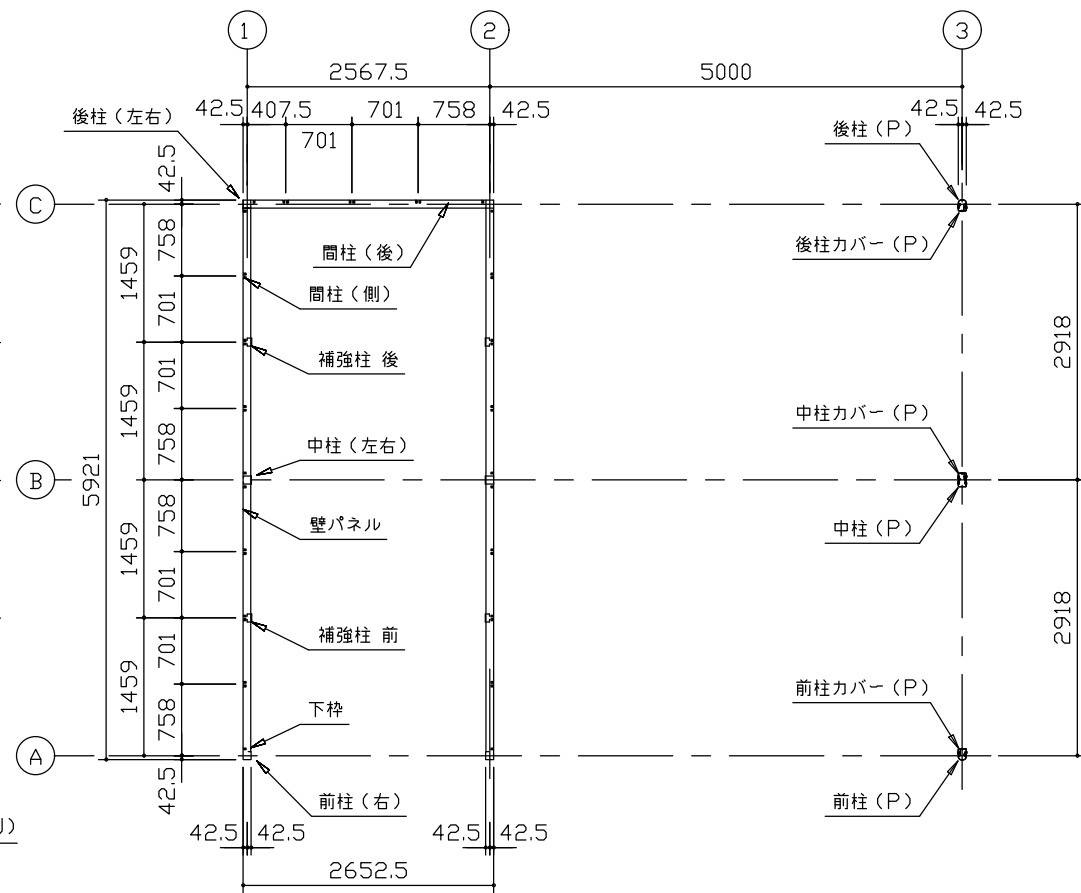 1
2
3
2567.5
5000
42.5
407.5
701
758
42.5
701
42.5
42.5
後柱(左右)
後柱(P)
42.5
C
758
1459
間柱(後)
後柱カバー(P)
間柱(側)
701
2918
補強柱 後
701
1459
中柱カバー(P)
758
中柱(左右)
5921
B
758
壁パネル
中柱(P)
1459
701
補強柱 前
701
2918
1459
前柱カバー(P)
758
下枠
A
42.5
前柱(右)
前柱(P)
42.5
42.5
42.5
42.5
2652.5